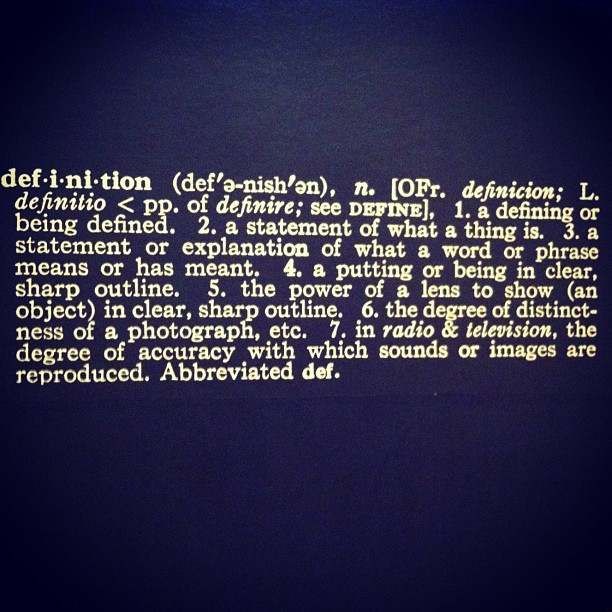 def·i·ni·tion (def′ə-nish′ən), n. [OFr. definicion; L.
definitio < pp. of definire; see DEFINE], 1. a defining or
being defined. 2. a statement of what a thing is. 3. a
statement or explanation of what a word or phrase
means or has meant. 4. a putting or being in clear,
sharp outline. 5. the power of a lens to show (an
object) in clear, sharp outline. 6. the degree of distinct-
ness of a photograph, etc. 7. in radio & television, the
degree of accuracy with which sounds or images are
reproduced. Abbreviated def.